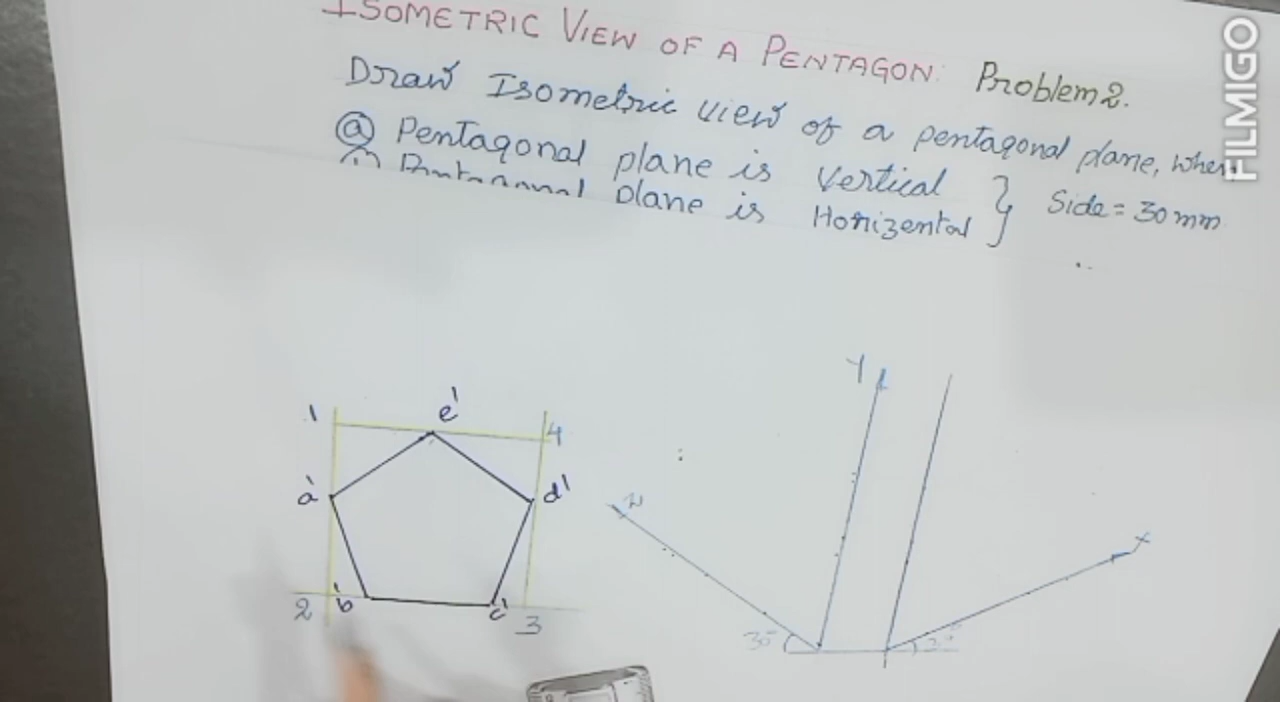 ISOMETRIC VIEW OF A PENTAGON: Problem 2.
Draw Isometric view of a pentagonal plane, when
(a) Pentagonal plane is Vertical } Side = 30 mm
plane is Horizental
FILMIGO
1 e' 4
a' d'
2 b' c' 3
Y
X
30°